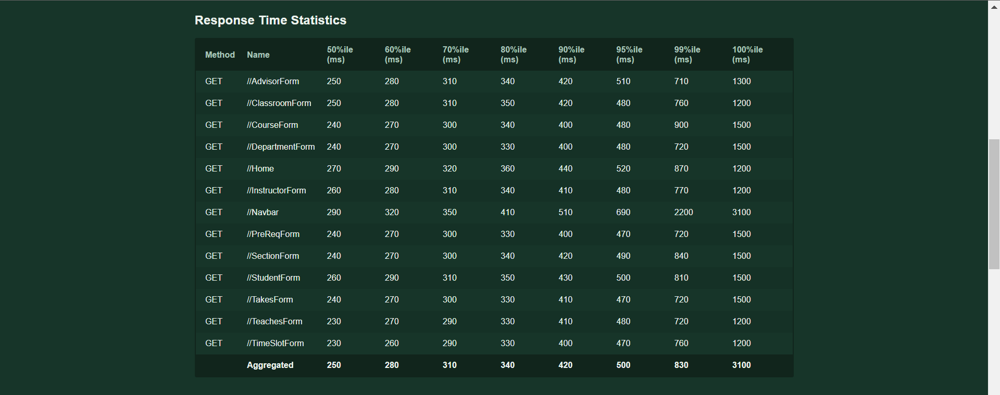 Response Time Statistics
Method Name 50%ile (ms) 60%ile (ms) 70%ile (ms) 80%ile (ms) 90%ile (ms) 95%ile (ms) 99%ile (ms) 100%ile (ms)
GET //AdvisorForm 250 280 310 340 420 510 710 1300
GET //ClassroomForm 250 280 310 350 420 480 760 1200
GET //CourseForm 240 270 300 340 400 480 900 1500
GET //DepartmentForm 240 270 300 330 400 480 720 1500
GET //Home 270 290 320 360 440 520 870 1200
GET //InstructorForm 260 280 310 340 410 480 770 1200
GET //Navbar 290 320 350 410 510 690 2200 3100
GET //PreReqForm 240 270 300 330 400 470 720 1500
GET //SectionForm 240 270 300 340 420 490 840 1500
GET //StudentForm 260 290 310 350 430 500 810 1500
GET //TakesForm 240 270 300 330 410 470 720 1500
GET //TeachesForm 230 270 290 330 410 480 720 1200
GET //TimeSlotForm 230 260 290 330 400 470 760 1200
Aggregated 250 280 310 340 420 500 830 3100